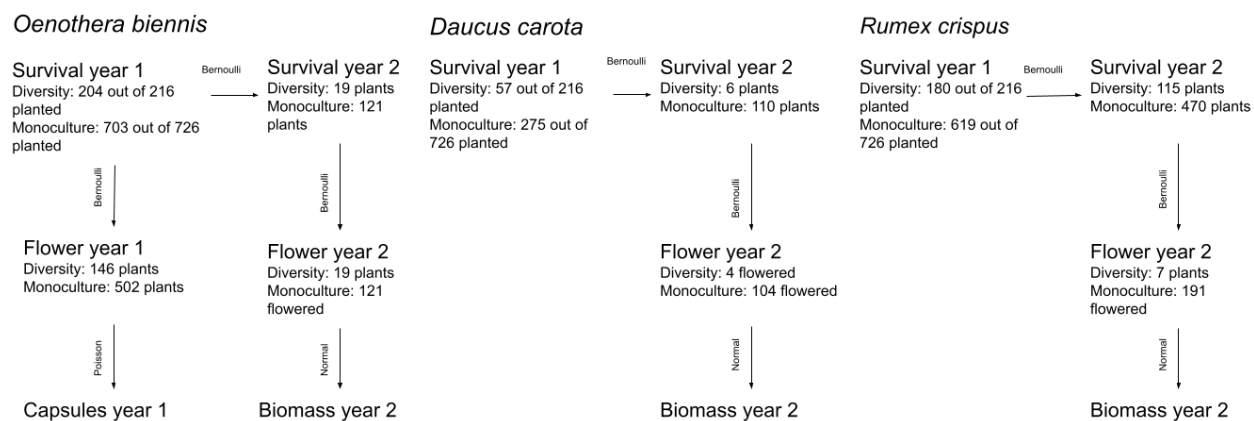 Oenothera biennis
Survival year 1
Diversity: 204 out of 216
planted
Monoculture: 703 out of 726
planted
Bernoulli
Survival year 2
Diversity: 19 plants
Monoculture: 121
plants
Bernoulli
Bernoulli
Flower year 1
Diversity: 146 plants
Monoculture: 502 plants
Flower year 2
Diversity: 19 plants
Monoculture: 121
flowered
Poisson
Normal
Capsules year 1
Biomass year 2
Daucus carota
Survival year 1
Diversity: 57 out of 216
planted
Monoculture: 275 out of
726 planted
Bernoulli
Survival year 2
Diversity: 6 plants
Monoculture: 110 plants
Bernoulli
Flower year 2
Diversity: 4 flowered
Monoculture: 104 flowered
Normal
Biomass year 2
Rumex crispus
Survival year 1
Diversity: 180 out of 216
planted
Monoculture: 619 out of
726 planted
Bernoulli
Survival year 2
Diversity: 115 plants
Monoculture: 470 plants
Bernoulli
Flower year 2
Diversity: 7 plants
Monoculture: 191
flowered
Normal
Biomass year 2